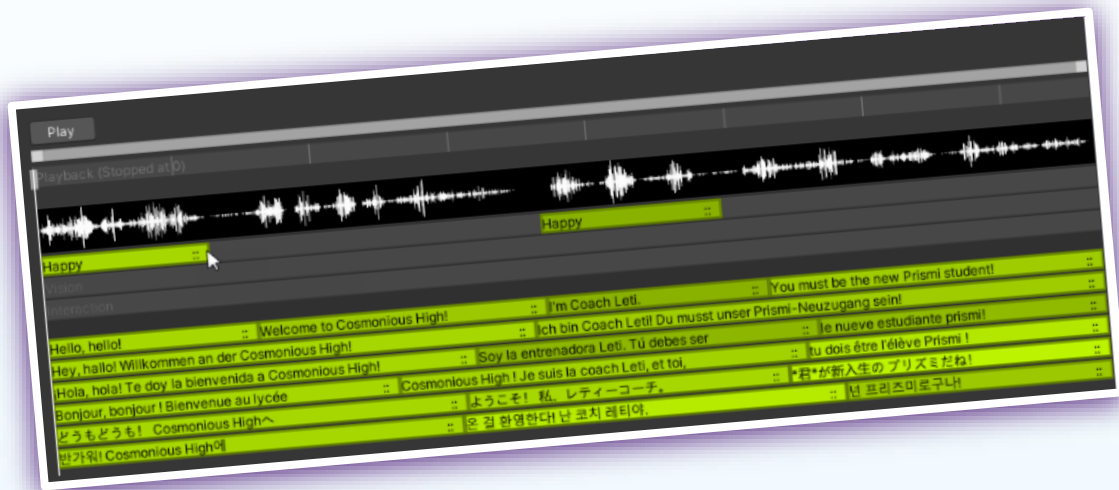 Play
Playback (Stopped at 0)
Happy
Happy
Vision
Interaction
Hello, hello! Welcome to Cosmonious High! I'm Coach Leti. You must be the new Prismi student!
Hey, hallo! Willkommen an der Cosmonious High! Ich bin Coach Leti! Du musst unser Prismi-Neuzugang sein!
¡Hola, hola! Te doy la bienvenida a Cosmonious High! Soy la entrenadora Leti. Tú debes ser le nueve estudiante prismi!
Bonjour, bonjour ! Bienvenue au lycée Cosmonious High ! Je suis la coach Leti, et toi, tu dois être l'élève Prismi !
どうもどうも! Cosmonious Highへ ようこそ! 私、レティーコーチ。 *君*が新入生の プリズミだね!
반가워! Cosmonious High에 온 걸 환영한다! 난 코치 레티야. 넌 프리즈미로구나!